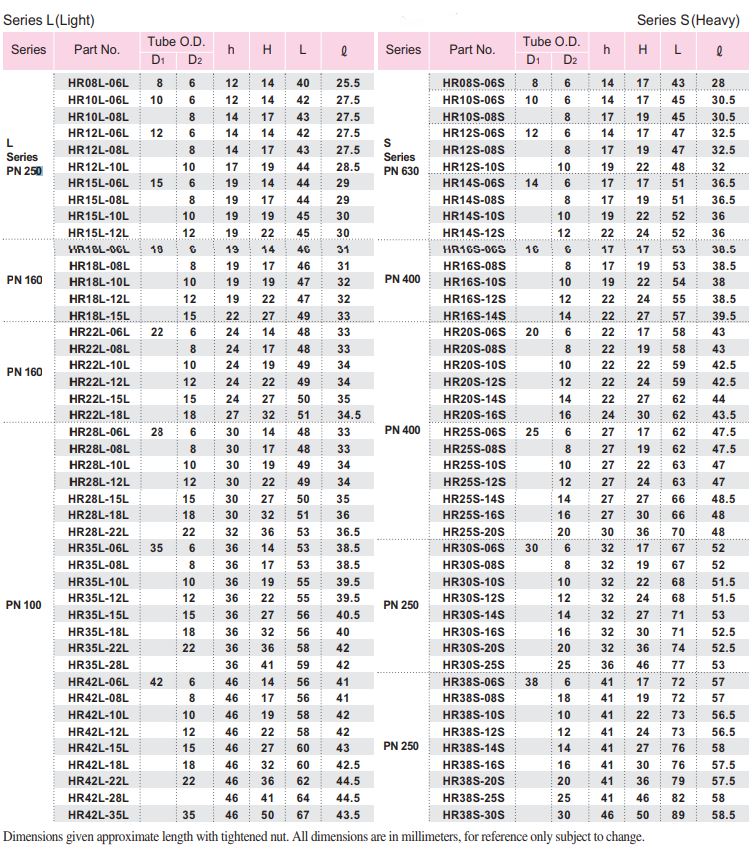 Series L (Light)
Series Part No. Tube O.D. h H L ℓ
D1 D2
L
Series
PN 250
HR08L-06L 8 6 12 14 40 25.5
HR10L-06L 10 6 12 14 42 27.5
HR10L-08L 8 14 17 43 27.5
HR12L-06L 12 6 14 14 42 27.5
HR12L-08L 8 14 17 43 27.5
HR12L-10L 10 17 19 44 28.5
HR15L-06L 15 6 19 14 44 29
HR15L-08L 8 19 17 44 29
HR15L-10L 10 19 19 45 30
HR15L-12L 12 19 22 45 30
PN 160
HR18L-06L 18 6 19 14 46 31
HR18L-08L 8 19 17 46 31
HR18L-10L 10 19 19 47 32
HR18L-12L 12 19 22 47 32
HR18L-15L 15 22 27 49 33
PN 160
HR22L-06L 22 6 24 14 48 33
HR22L-08L 8 24 17 48 33
HR22L-10L 10 24 19 49 34
HR22L-12L 12 24 22 49 34
HR22L-15L 15 24 27 50 35
HR22L-18L 18 27 32 51 34.5
PN 100
HR28L-06L 28 6 30 14 48 33
HR28L-08L 8 30 17 48 33
HR28L-10L 10 30 19 49 34
HR28L-12L 12 30 22 49 34
HR28L-15L 15 30 27 50 35
HR28L-18L 18 30 32 51 36
HR28L-22L 22 32 36 53 36.5
HR35L-06L 35 6 36 14 53 38.5
HR35L-08L 8 36 17 53 38.5
HR35L-10L 10 36 19 55 39.5
HR35L-12L 12 36 22 55 39.5
HR35L-15L 15 36 27 56 40.5
HR35L-18L 18 36 32 56 40
HR35L-22L 22 36 36 58 42
HR35L-28L 36 41 59 42
HR42L-06L 42 6 46 14 56 41
HR42L-08L 8 46 17 56 41
HR42L-10L 10 46 19 58 42
HR42L-12L 12 46 22 58 42
HR42L-15L 15 46 27 60 43
HR42L-18L 18 46 32 60 42.5
HR42L-22L 22 46 36 62 44.5
HR42L-28L 46 41 64 44.5
HR42L-35L 35 46 50 67 43.5
Series S (Heavy)
Series Part No. Tube O.D. h H L ℓ
D1 D2
S
Series
PN 630
HR08S-06S 8 6 14 17 43 28
HR10S-06S 10 6 14 17 45 30.5
HR10S-08S 8 17 19 45 30.5
HR12S-06S 12 6 14 17 47 32.5
HR12S-08S 8 17 19 47 32.5
HR12S-10S 10 19 22 48 32
HR14S-06S 14 6 17 17 51 36.5
HR14S-08S 8 17 19 51 36.5
HR14S-10S 10 19 22 52 36
HR14S-12S 12 22 24 52 36
PN 400
HR16S-06S 16 6 17 17 53 38.5
HR16S-08S 8 17 19 53 38.5
HR16S-10S 10 19 22 54 38
HR16S-12S 12 22 24 55 38.5
HR16S-14S 14 22 27 57 39.5
PN 400
HR20S-06S 20 6 22 17 58 43
HR20S-08S 8 22 19 58 43
HR20S-10S 10 22 22 59 42.5
HR20S-12S 12 22 24 59 42.5
HR20S-14S 14 22 27 62 44
HR20S-16S 16 24 30 62 43.5
HR25S-06S 25 6 27 17 62 47.5
HR25S-08S 8 27 19 62 47.5
HR25S-10S 10 27 22 63 47
HR25S-12S 12 27 24 63 47
HR25S-14S 14 27 27 66 48.5
HR25S-16S 16 27 30 66 48
HR25S-20S 20 30 36 70 48
PN 250
HR30S-06S 30 6 32 17 67 52
HR30S-08S 8 32 19 67 52
HR30S-10S 10 32 22 68 51.5
HR30S-12S 12 32 24 68 51.5
HR30S-14S 14 32 27 71 53
HR30S-16S 16 32 30 71 52.5
HR30S-20S 20 32 36 74 52.5
HR30S-25S 25 36 46 77 53
PN 250
HR38S-06S 38 6 41 17 72 57
HR38S-08S 18 41 19 72 57
HR38S-10S 10 41 22 73 56.5
HR38S-12S 12 41 24 73 56.5
HR38S-14S 14 41 27 76 58
HR38S-16S 16 41 30 76 57.5
HR38S-20S 20 41 36 79 57.5
HR38S-25S 25 41 46 82 58
HR38S-30S 30 46 50 89 58.5
Dimensions given approximate length with tightened nut. All dimensions are in millimeters, for reference only subject to change.